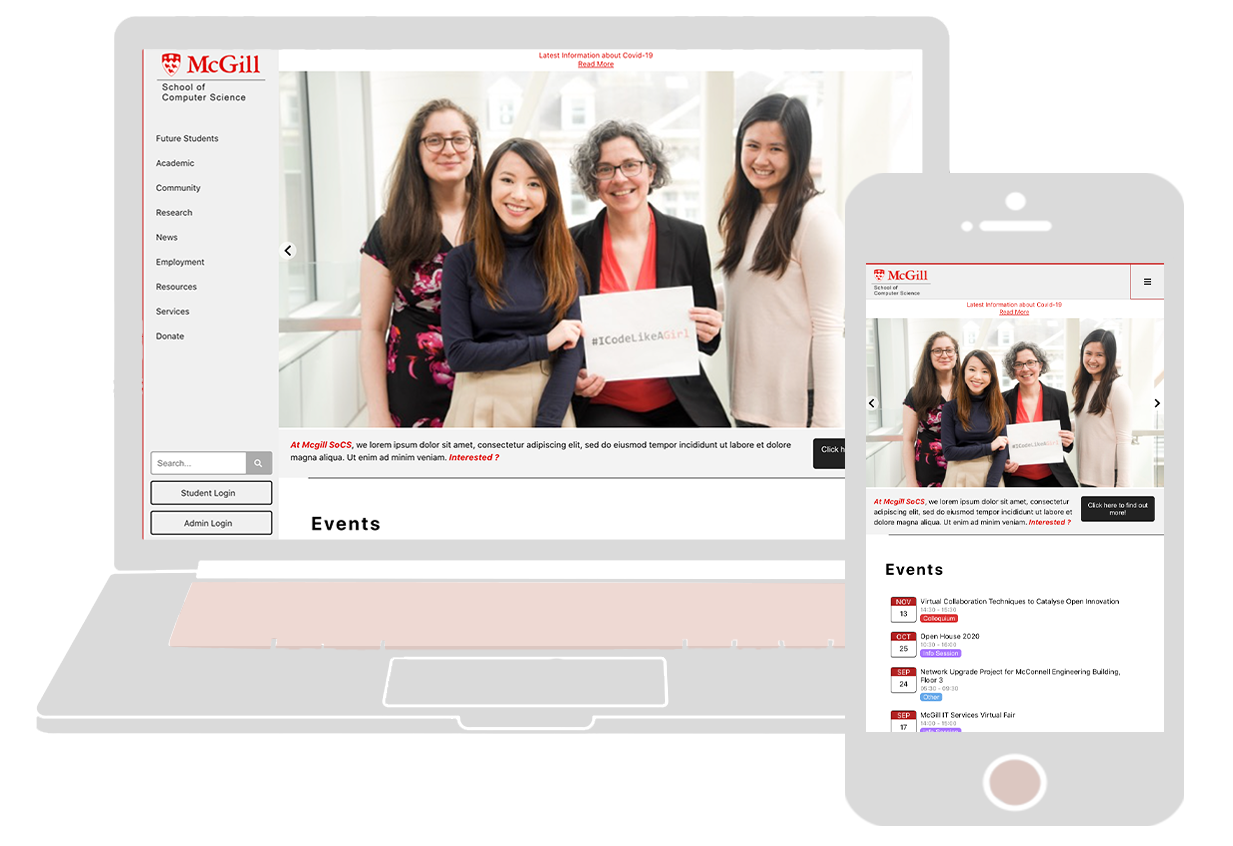 McGill
School of
Computer Science
Future Students
Academic
Community
Research
News
Employment
Resources
Services
Donate
Search...
Student Login
Admin Login
Latest Information about Covid-19
Read More
#ICodeLikeAGirl
At Mcgill SoCS, we lorem ipsum dolor sit amet, consectetur adipiscing elit, sed do eiusmod tempor incididunt ut labore et dolore
magna aliqua. Ut enim ad minim veniam. Interested ?
Click h
Events
McGill
School of
Computer Science
Latest Information about Covid-19
Read More
#ICodeLikeAGirl
At Mcgill SoCS, we lorem ipsum dolor sit amet, consectetur
adipiscing elit, sed do eiusmod tempor incididunt ut labore et
dolore magna aliqua. Ut enim ad minim veniam. Interested ?
Click here to find out
more!
Events
NOV
13
Virtual Collaboration Techniques to Catalyse Open Innovation
14:30 - 15:30
Colloquium
OCT
25
Open House 2020
10:30 - 16:00
Info Session
SEP
24
Network Upgrade Project for McConnell Engineering Building,
Floor 3
05:30 - 09:30
Other
SEP
17
McGill IT Services Virtual Fair
14:00 - 15:00
Info Session